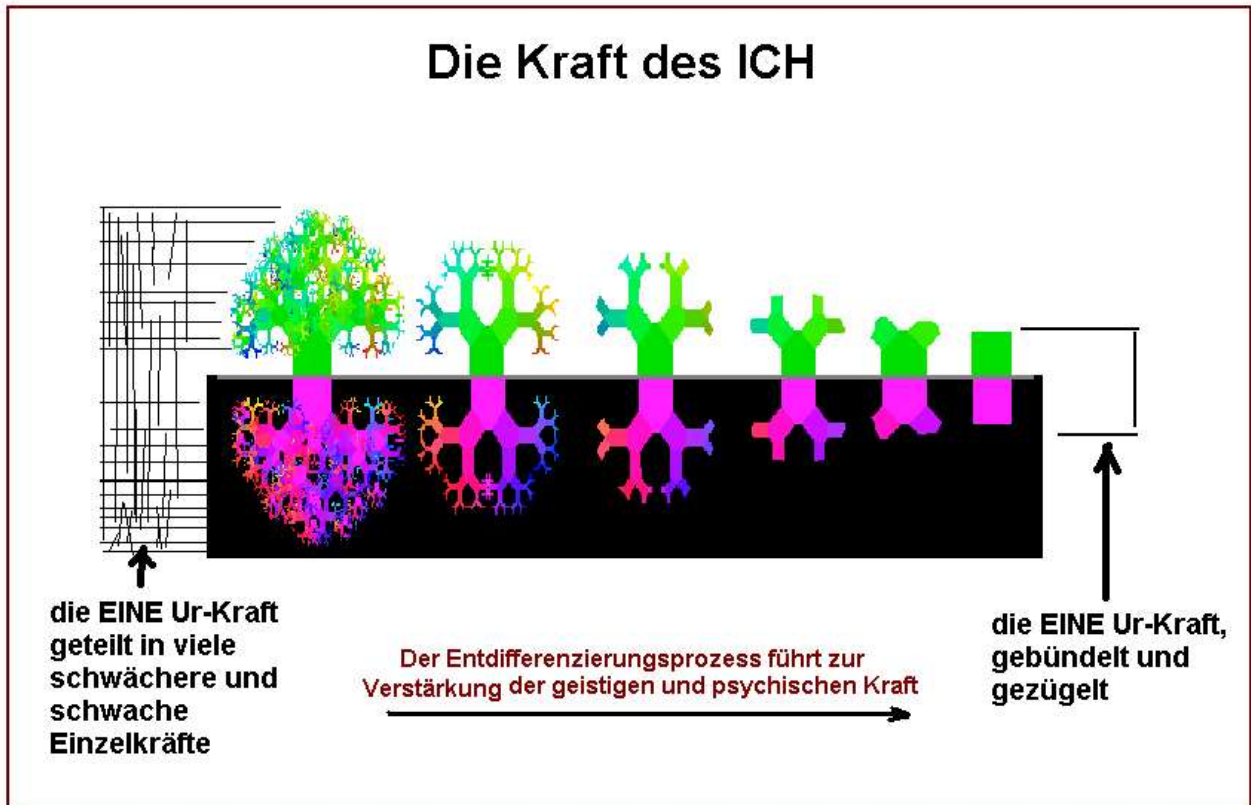 Die Kraft des ICH
die EINE Ur-Kraft
geteilt in viele
schwächere und
schwache
Einzelkräfte
Der Entdifferenzierungsprozess führt zur
Verstärkung der geistigen und psychischen Kraft
die EINE Ur-Kraft,
gebündelt und
gezügelt